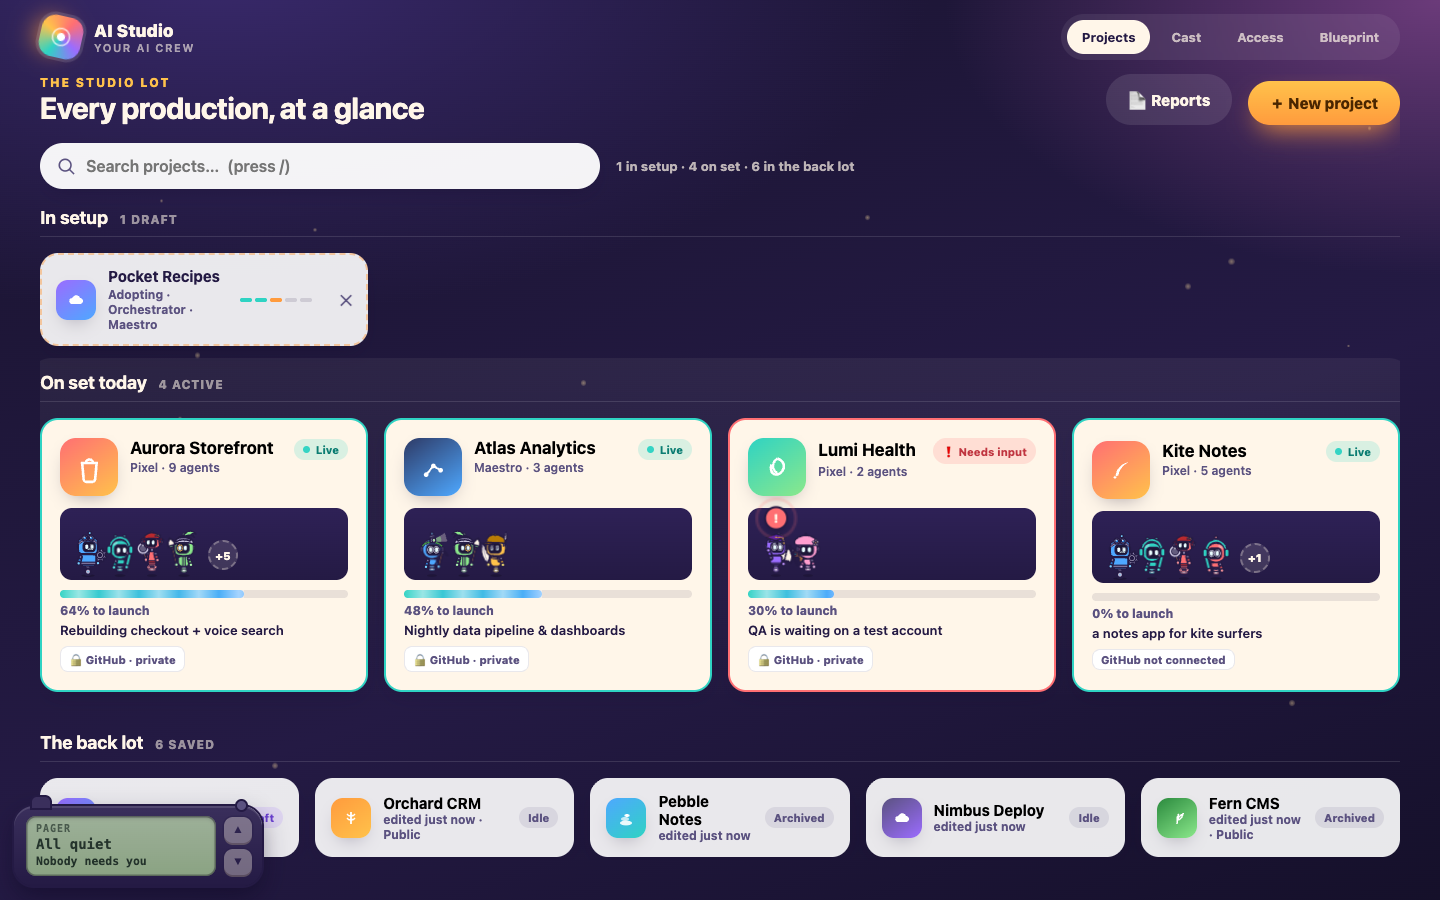 AI Studio
YOUR AI CREW
Projects
Cast
Access
Blueprint
THE STUDIO LOT
Every production, at a glance
Reports
+ New project
Search projects... (press /)
1 in setup · 4 on set · 6 in the back lot
In setup
1 DRAFT
Pocket Recipes
Adopting ·
Orchestrator ·
Maestro
On set today
4 ACTIVE
Aurora Storefront
Live
Pixel · 9 agents
+5
64% to launch
Rebuilding checkout + voice search
GitHub · private
Atlas Analytics
Live
Maestro · 3 agents
48% to launch
Nightly data pipeline & dashboards
GitHub · private
Lumi Health
! Needs input
Pixel · 2 agents
!
30% to launch
QA is waiting on a test account
GitHub · private
Kite Notes
Live
Pixel · 5 agents
+1
0% to launch
a notes app for kite surfers
GitHub not connected
The back lot
6 SAVED
Orchard CRM
edited just now ·
Public
Idle
Pebble
Notes
edited just now
Archived
Nimbus Deploy
edited just now
Idle
Fern CMS
edited just now
· Public
Archived
PAGER
All quiet
Nobody needs you